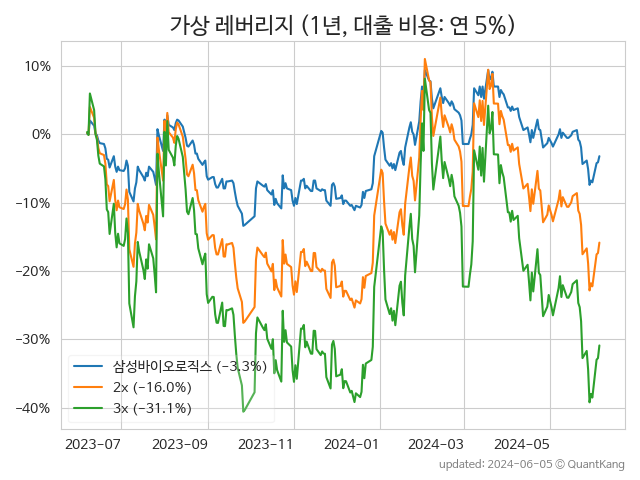 가상 레버리지 (1년, 대출 비용: 연 5%)
10%
0%
−10%
−20%
−30%
−40%
삼성바이오로직스 (−3.3%)
2x (−16.0%)
3x (−31.1%)
2023-07
2023-09
2023-11
2024-01
2024-03
2024-05
updated: 2024-06-05 © QuantKang